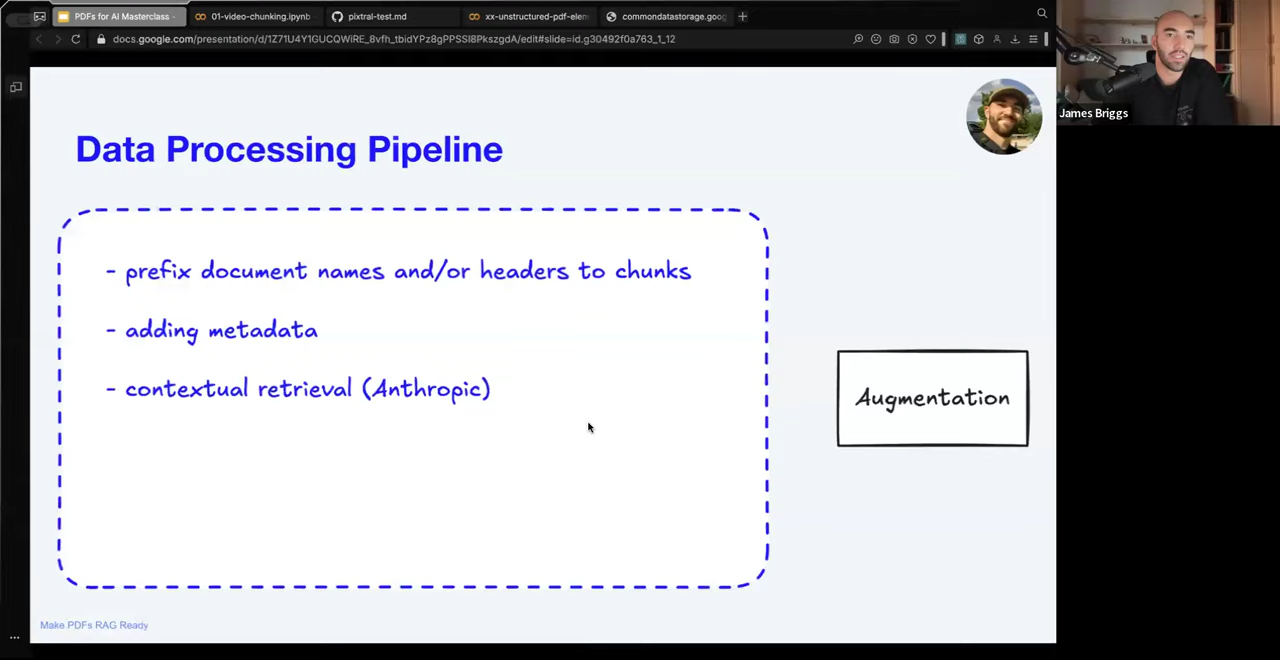 PDFs for AI Masterclass
01-video-chunking.ipynb
pixtral-test.md
xx-unstructured-pdf-elen
commondatastorage.goog
docs.google.com/presentation/d/1Z71U4Y1GUCQWiRE_8vfh_tbidYPz8gPPSSI8PkszgdA/edit#slide=id.g30492f0a763_1_12
James Briggs
Data Processing Pipeline
- prefix document names and/or headers to chunks
- adding metadata
- contextual retrieval (Anthropic)
Augmentation
Make PDFs RAG Ready